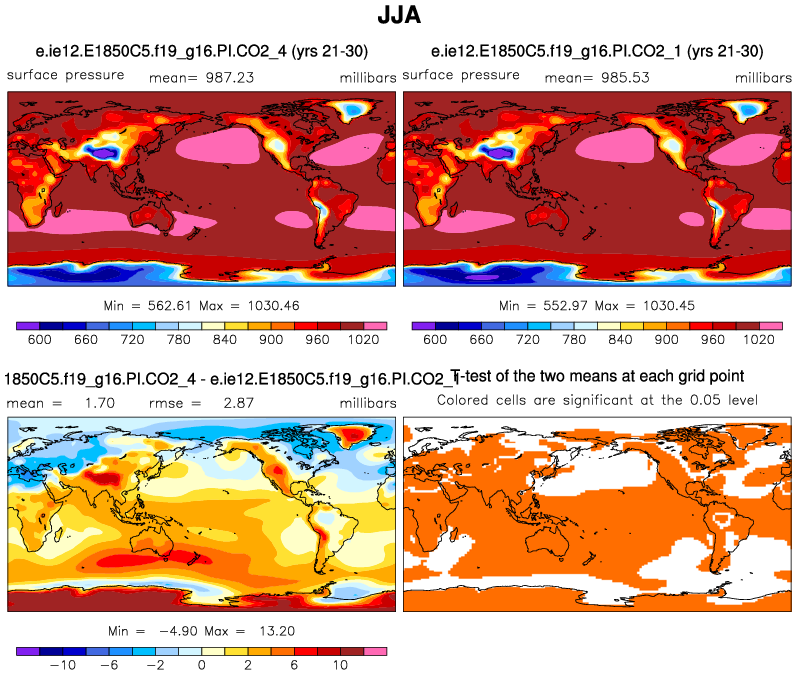 JJA
e.ie12.E1850C5.f19_g16.PI.CO2_4 (yrs 21-30)
surface pressure mean= 987.23 millibars
Min = 562.61 Max = 1030.46
600 660 720 780 840 900 960 1020
e.ie12.E1850C5.f19_g16.PI.CO2_1 (yrs 21-30)
surface pressure mean= 985.53 millibars
Min = 552.97 Max = 1030.45
600 660 720 780 840 900 960 1020
1850C5.f19_g16.PI.CO2_4 - e.ie12.E1850C5.f19_g16.PI.CO2_1
mean = 1.70 rmse = 2.87 millibars
Min = -4.90 Max = 13.20
-10 -6 -2 0 2 6 10
T-test of the two means at each grid point
Colored cells are significant at the 0.05 level